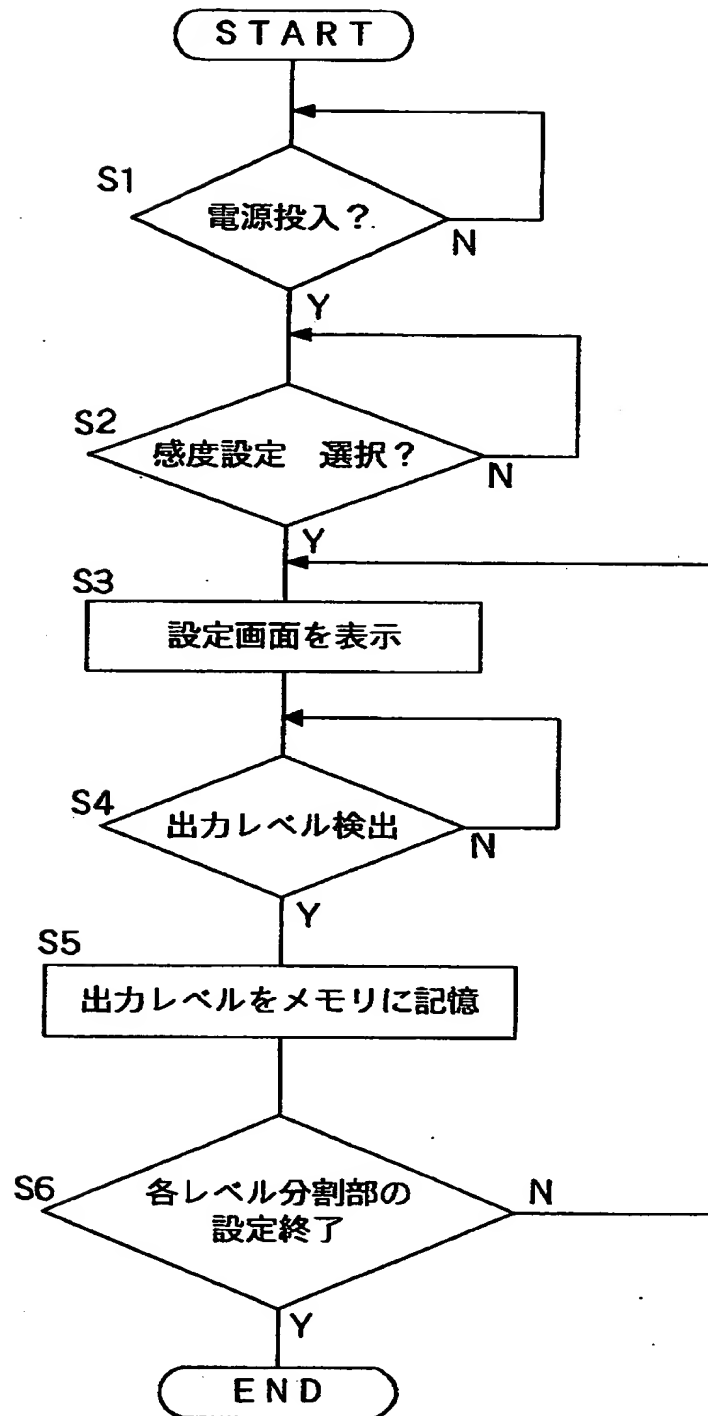 START
S1
電源投入？
N
Y
S2
感度設定　選択？
N
Y
S3
設定画面を表示
S4
出力レベル検出
N
Y
S5
出力レベルをメモリに記憶
S6
各レベル分割部の
設定終了
N
Y
END